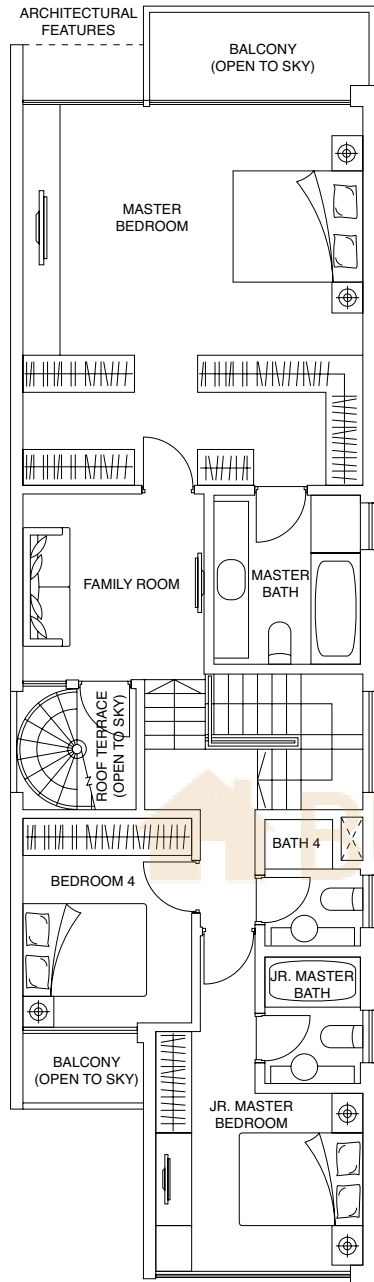 ARCHITECTURAL
FEATURES
BALCONY
(OPEN TO SKY)
MASTER
BEDROOM
FAMILY ROOM
MASTER
BATH
ROOF TERRACE
(OPEN TO SKY)
BATH 4
BEDROOM 4
JR. MASTER
BATH
BALCONY
(OPEN TO SKY)
JR. MASTER
BEDROOM